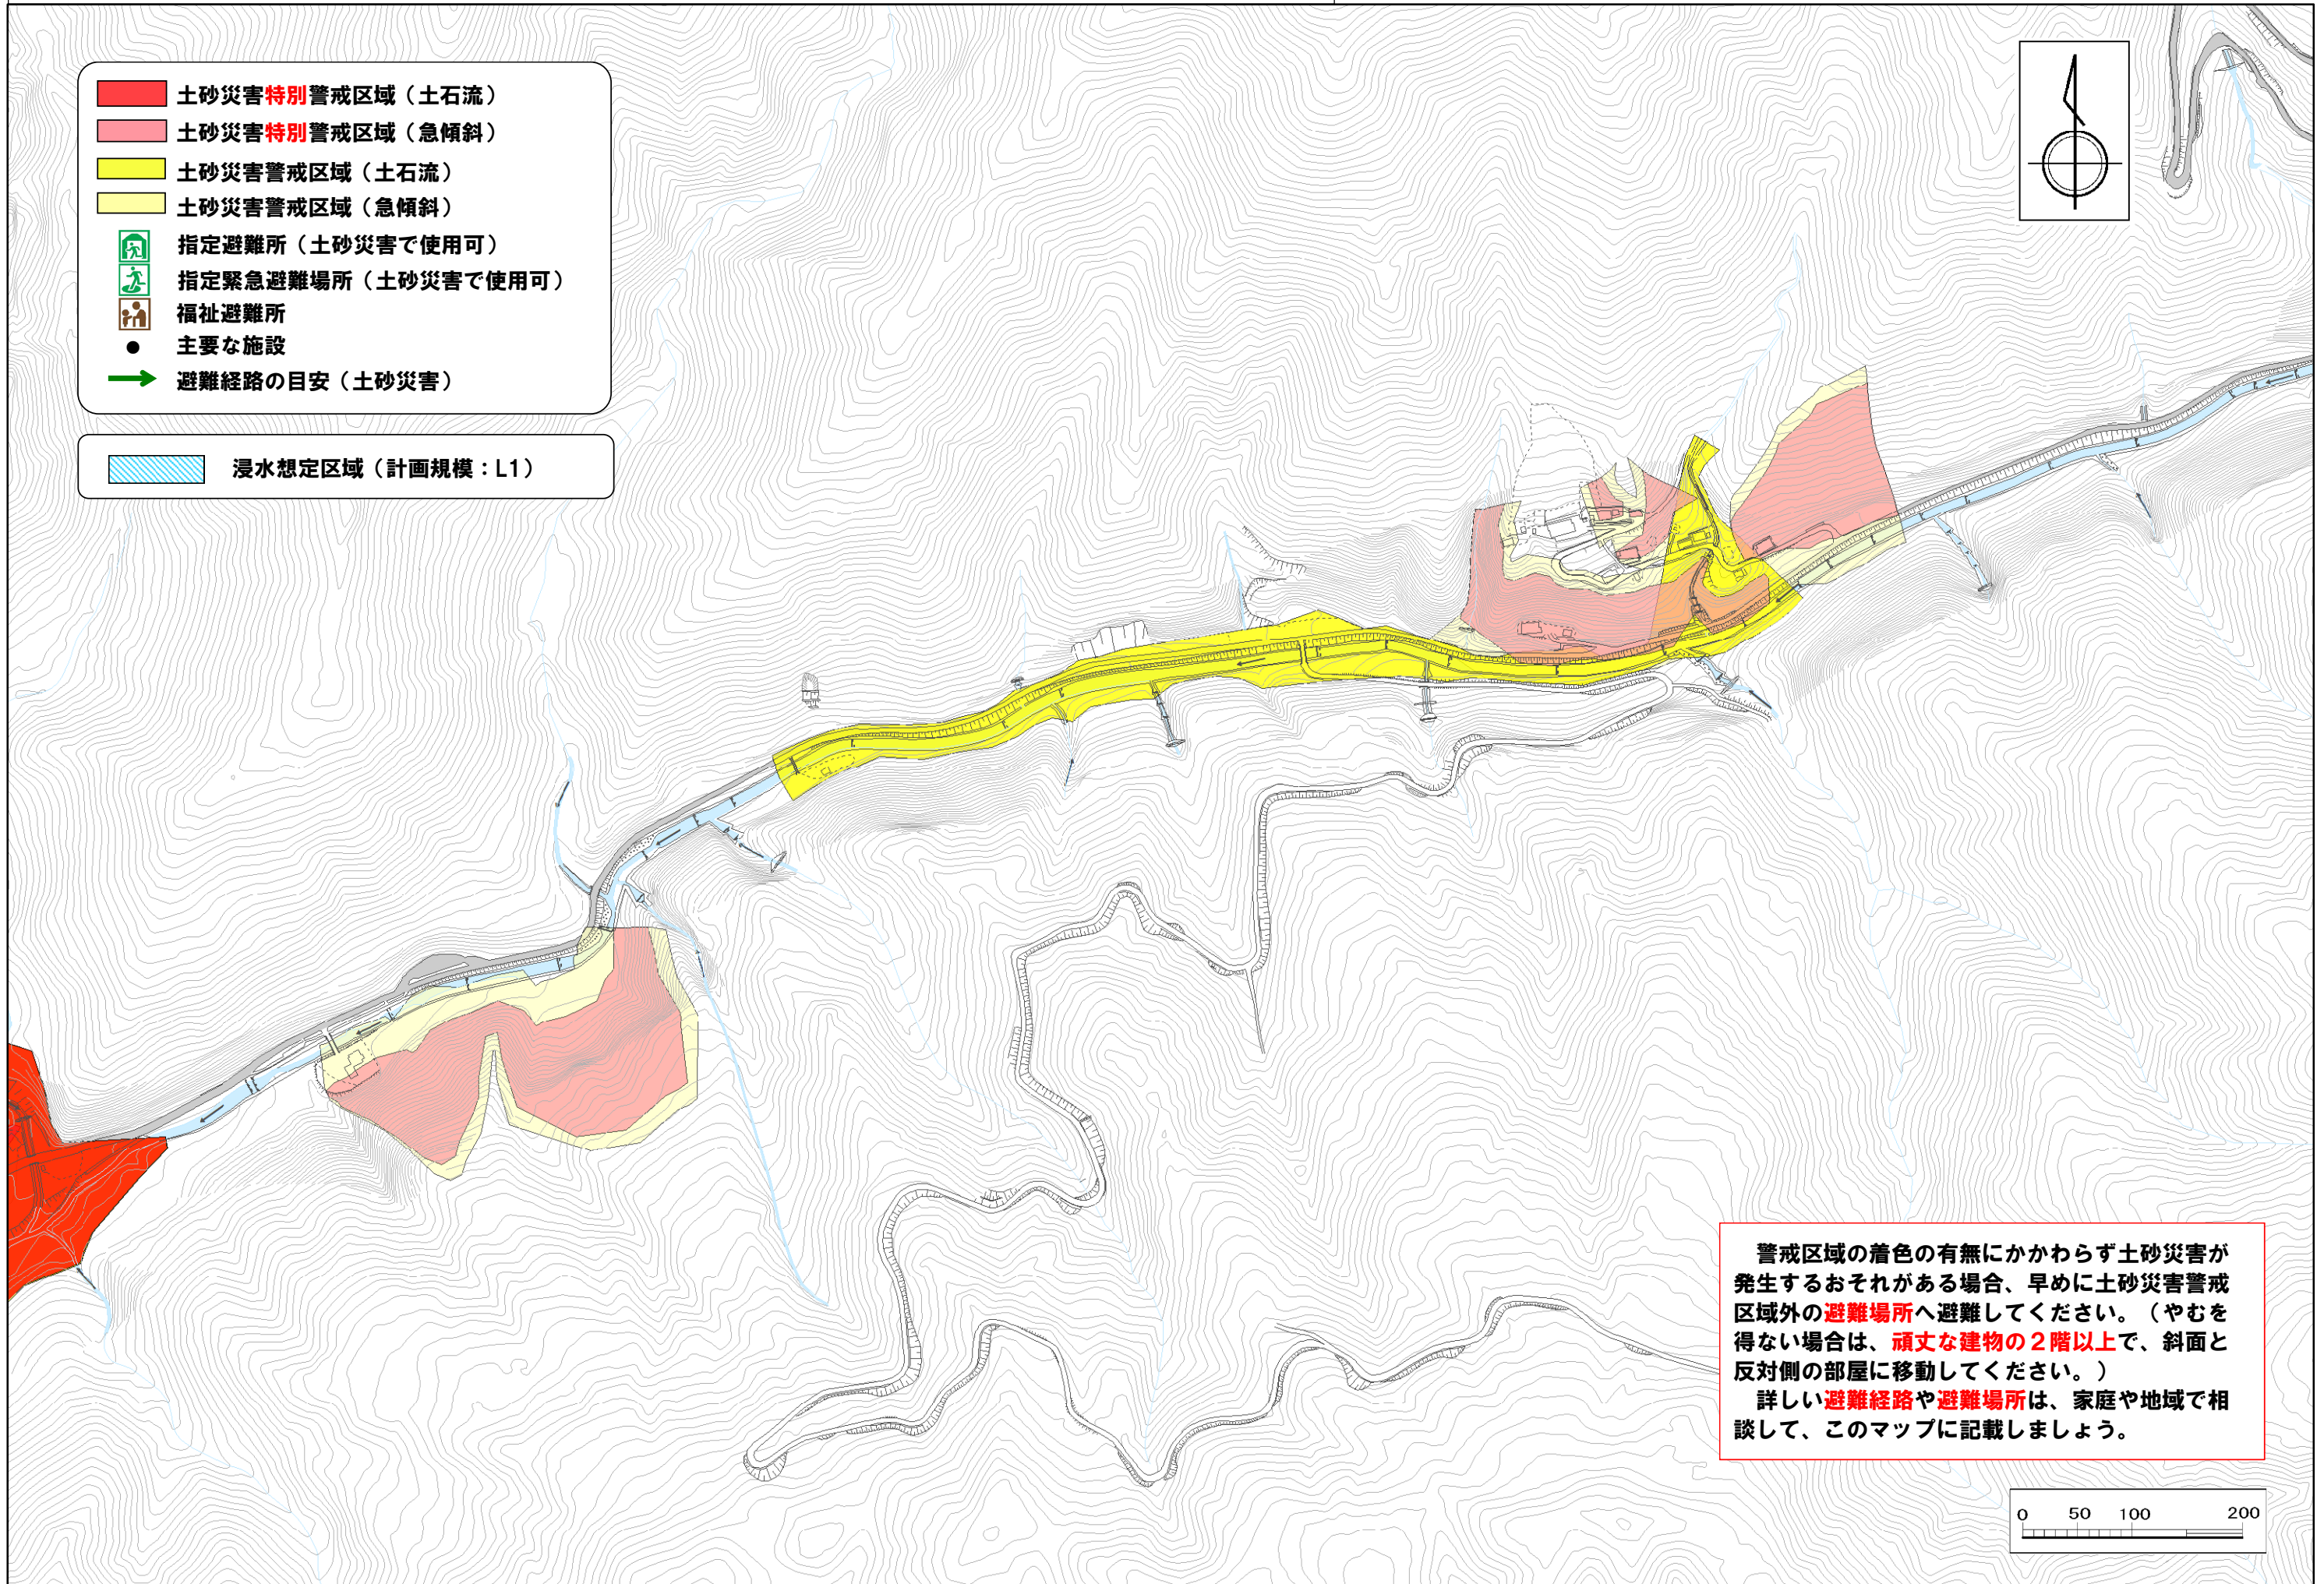 土砂災害特別警戒区域（土石流）
土砂災害特別警戒区域（急傾斜）
土砂災害警戒区域（土石流）
土砂災害警戒区域（急傾斜）
指定避難所（土砂災害で使用可）
指定緊急避難場所（土砂災害で使用可）
福祉避難所
主要な施設
避難経路の目安（土砂災害）
浸水想定区域（計画規模：L1）
警戒区域の着色の有無にかかわらず土砂災害が
発生するおそれがある場合、早めに土砂災害警戒
区域外の避難場所へ避難してください。（やむを
得ない場合は、頑丈な建物の２階以上で、斜面と
反対側の部屋に移動してください。）
詳しい避難経路や避難場所は、家庭や地域で相
談して、このマップに記載しましょう。
0 50 100 200